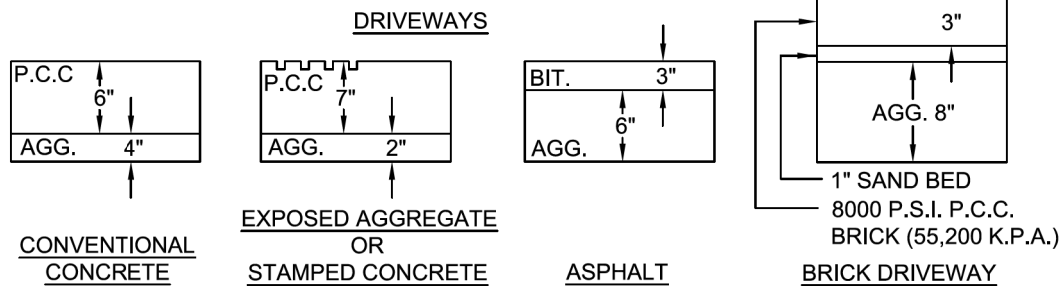 DRIVEWAYS
P.C.C
6"
AGG. 4"
CONVENTIONAL
CONCRETE
P.C.C
7"
AGG. 2"
EXPOSED AGGREGATE
OR
STAMPED CONCRETE
BIT. 3"
6"
AGG.
ASPHALT
3"
AGG. 8"
1" SAND BED
8000 P.S.I. P.C.C.
BRICK (55,200 K.P.A.)
BRICK DRIVEWAY